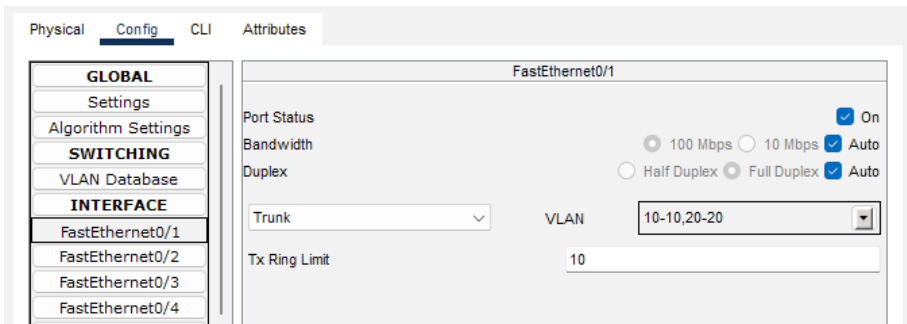 Physical Config CLI Attributes
GLOBAL
Settings
Algorithm Settings
SWITCHING
VLAN Database
INTERFACE
FastEthernet0/1
FastEthernet0/2
FastEthernet0/3
FastEthernet0/4
FastEthernet0/1
Port Status On
Bandwidth 100 Mbps 10 Mbps Auto
Duplex Half Duplex Full Duplex Auto
Trunk VLAN 10-10,20-20
Tx Ring Limit 10